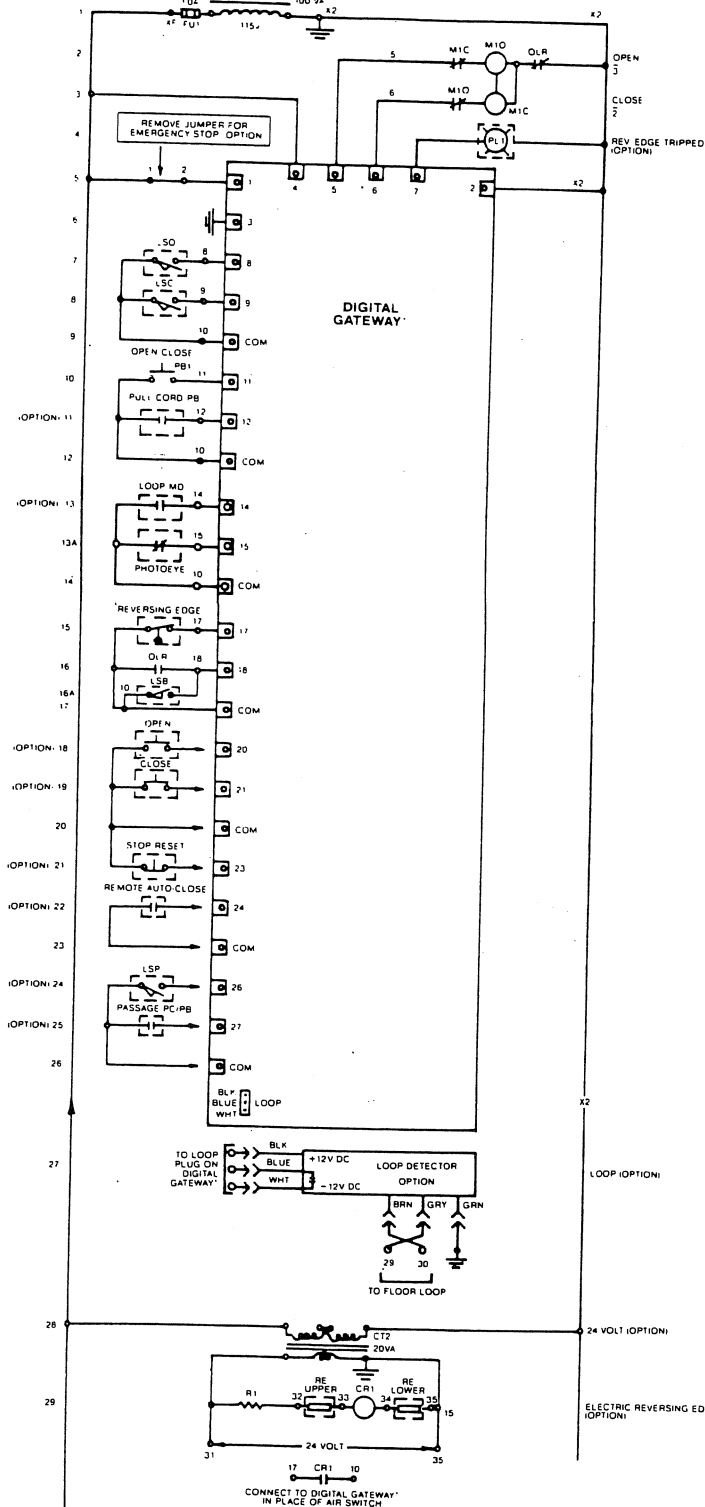 10A 100 VA
1 XF FU1 115V X2 X2
2 5 M1C M1O OLR OPEN 3
3 6 M1O M1C CLOSE 2
REMOVE JUMPER FOR
EMERGENCY STOP OPTION
4 PL1 REV EDGE TRIPPED
(OPTION)
5 1 2 1 4 5 6 7 2 X2
6 3
LSO
7 8 8
LSC
8 9 9
DIGITAL
GATEWAY
9 10 COM
OPEN CLOSE
PB1
10 11 11
PULL CORD PB
(OPTION) 11 12 12
12 10 COM
LOOP MD
(OPTION) 13 14 14
13A 15 15
PHOTOEYE
14 10 COM
REVERSING EDGE
15 17 17
OLR
16 18 18
LSB
16A 10
17 COM
OPEN
(OPTION) 18 20
CLOSE
(OPTION) 19 21
20 COM
STOP RESET
(OPTION) 21 23
REMOTE AUTO-CLOSE
(OPTION) 22 24
23 COM
LSP
(OPTION) 24 26
PASSAGE PC/PB
(OPTION) 25 27
26 COM
BLK
BLUE LOOP
WHT
X2
27 TO LOOP
PLUG ON
DIGITAL
GATEWAY
BLK +12V DC
BLUE
WHT -12V DC
LOOP DETECTOR
OPTION
LOOP (OPTION)
BRN GRY GRN
29 30
TO FLOOR LOOP
28 CT2 24 VOLT (OPTION)
20VA
29 R1 32 RE UPPER 33 CR1 34 RE LOWER 35 15
ELECTRIC REVERSING ED
(OPTION)
31 24 VOLT 35
17 CR1 10
CONNECT TO DIGITAL GATEWAY
IN PLACE OF AIR SWITCH